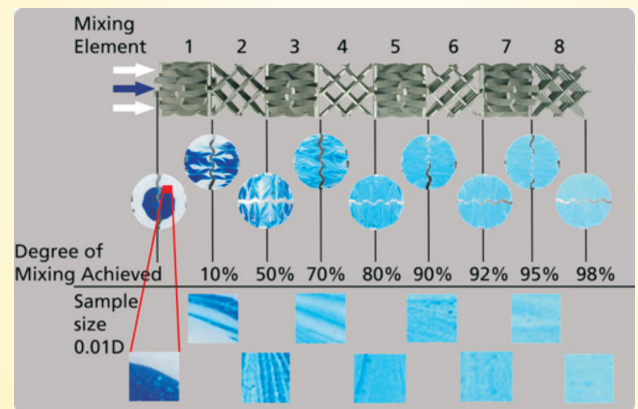 Mixing
Element 1 2 3 4 5 6 7 8
Degree of
Mixing Achieved 10% 50% 70% 80% 90% 92% 95% 98%
Sample
size
0.01D